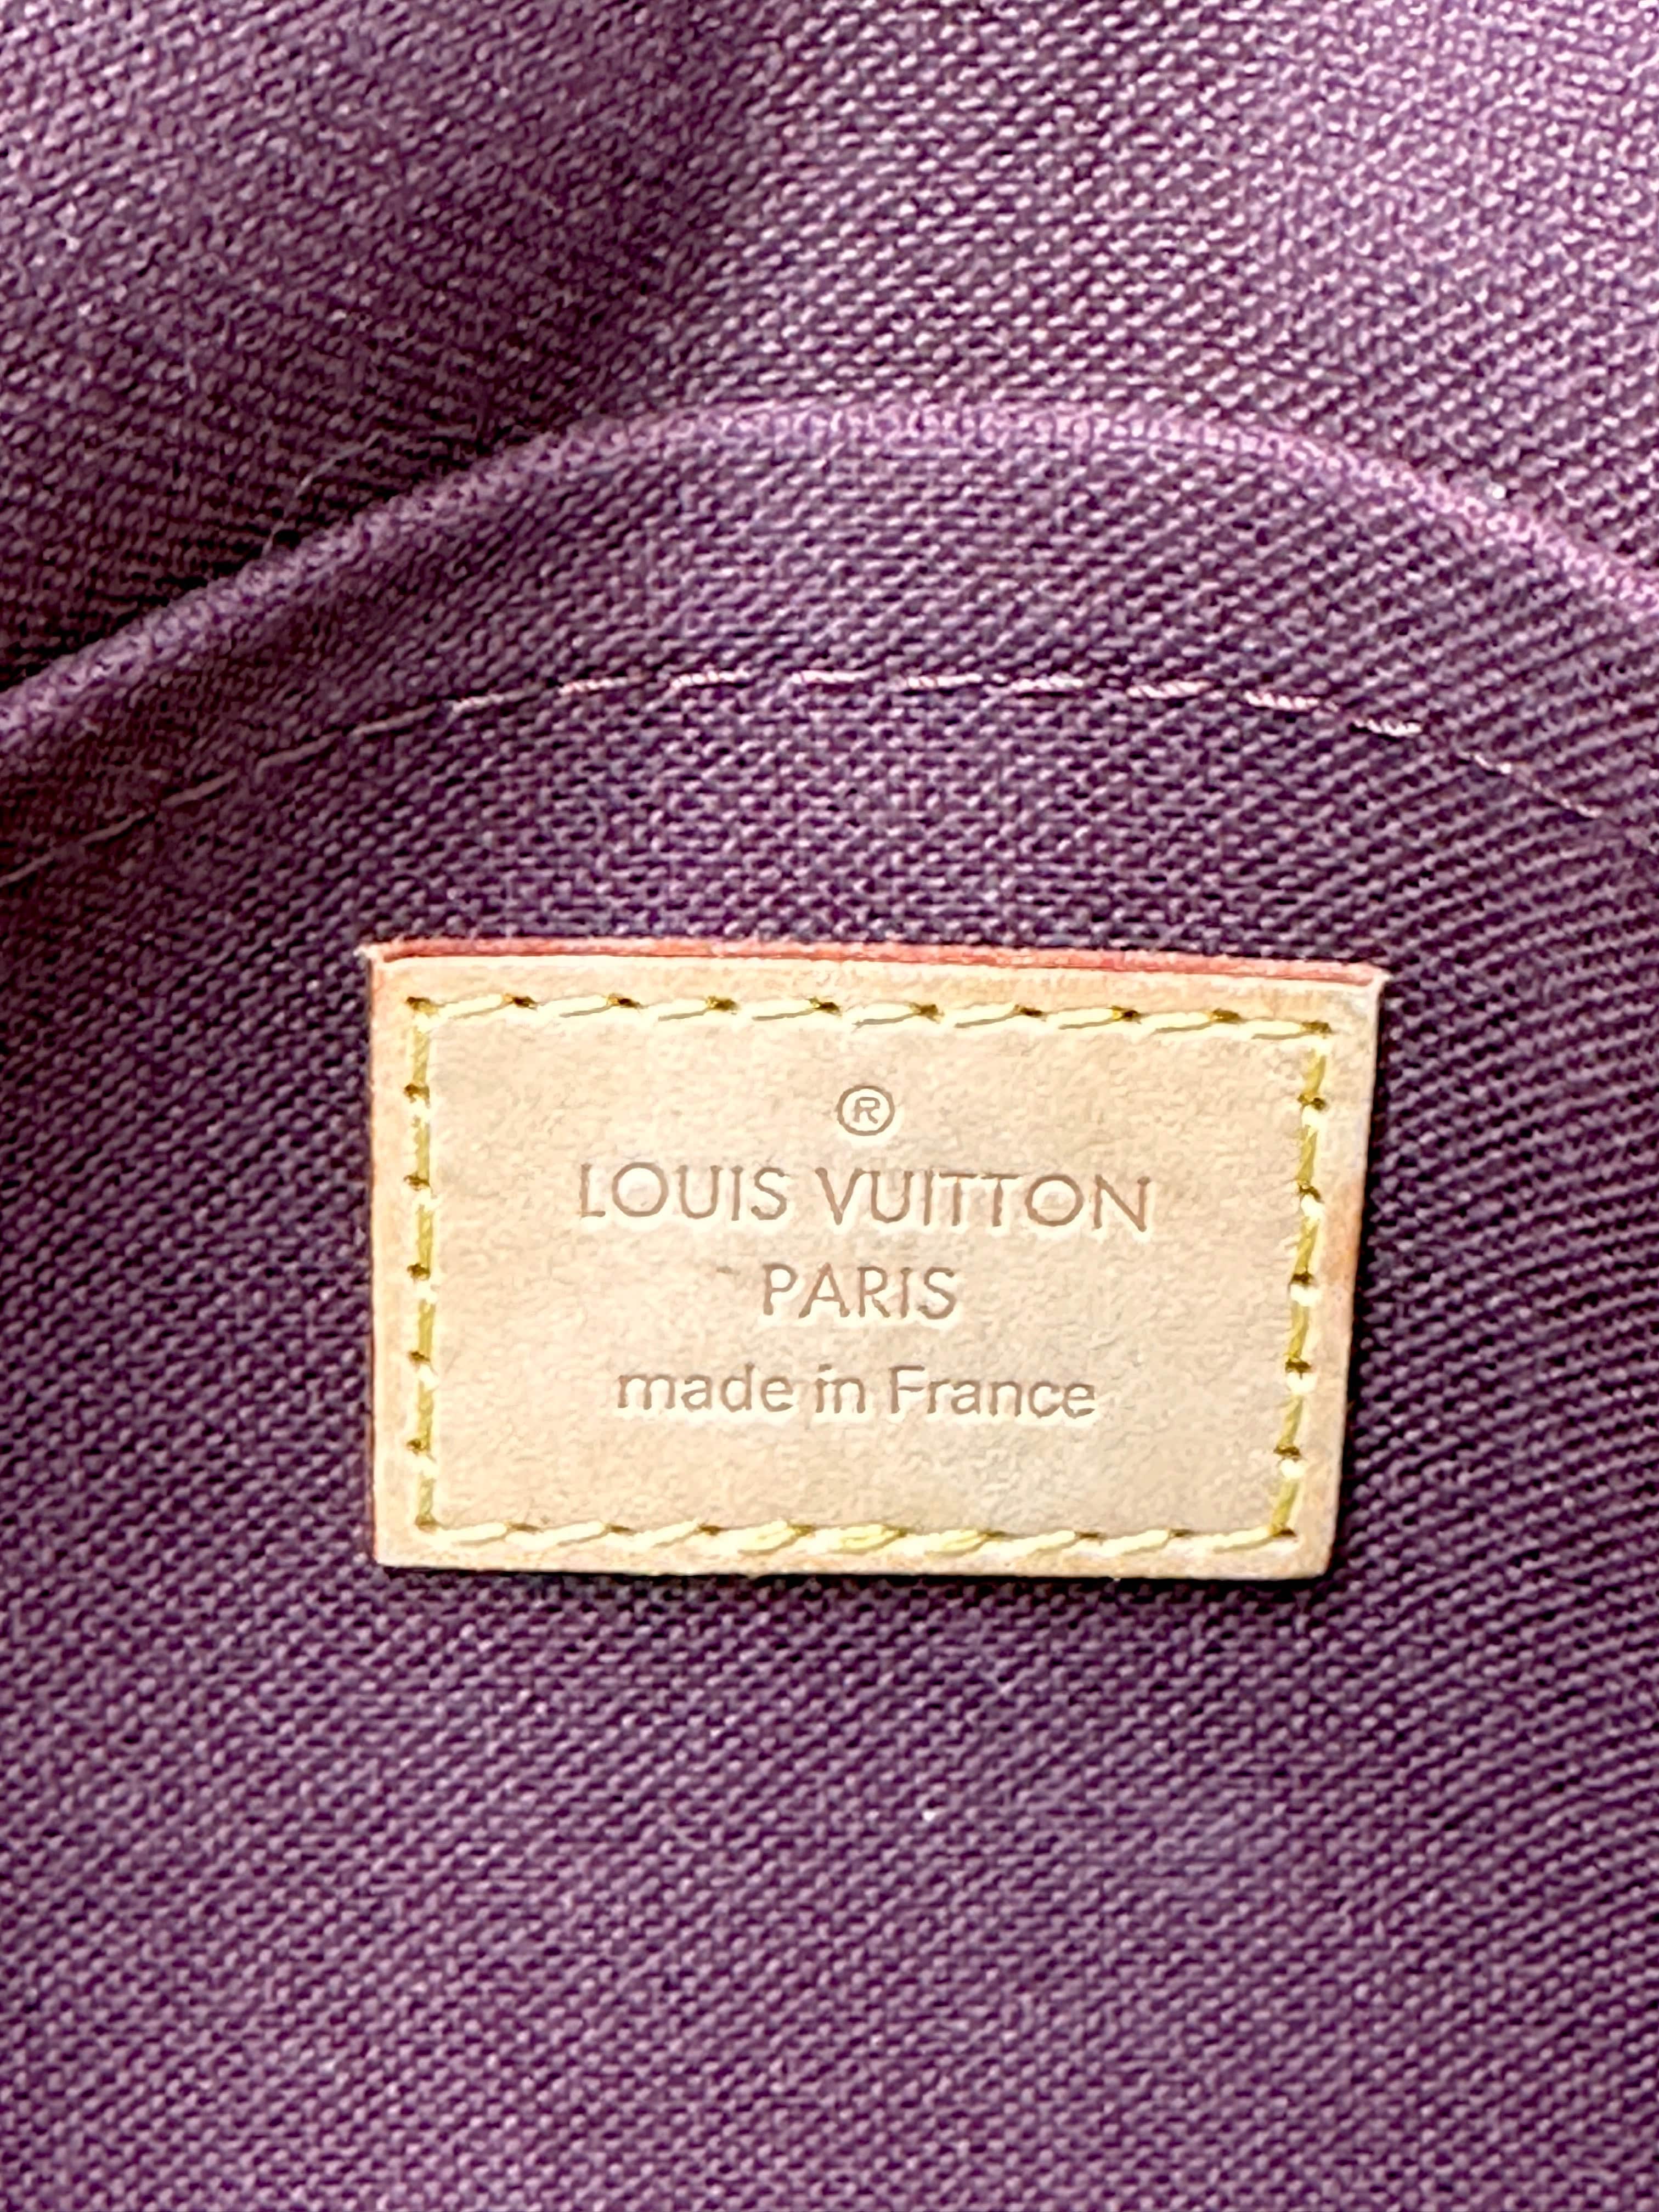 ®
LOUIS VUITTON
PARIS
made in France